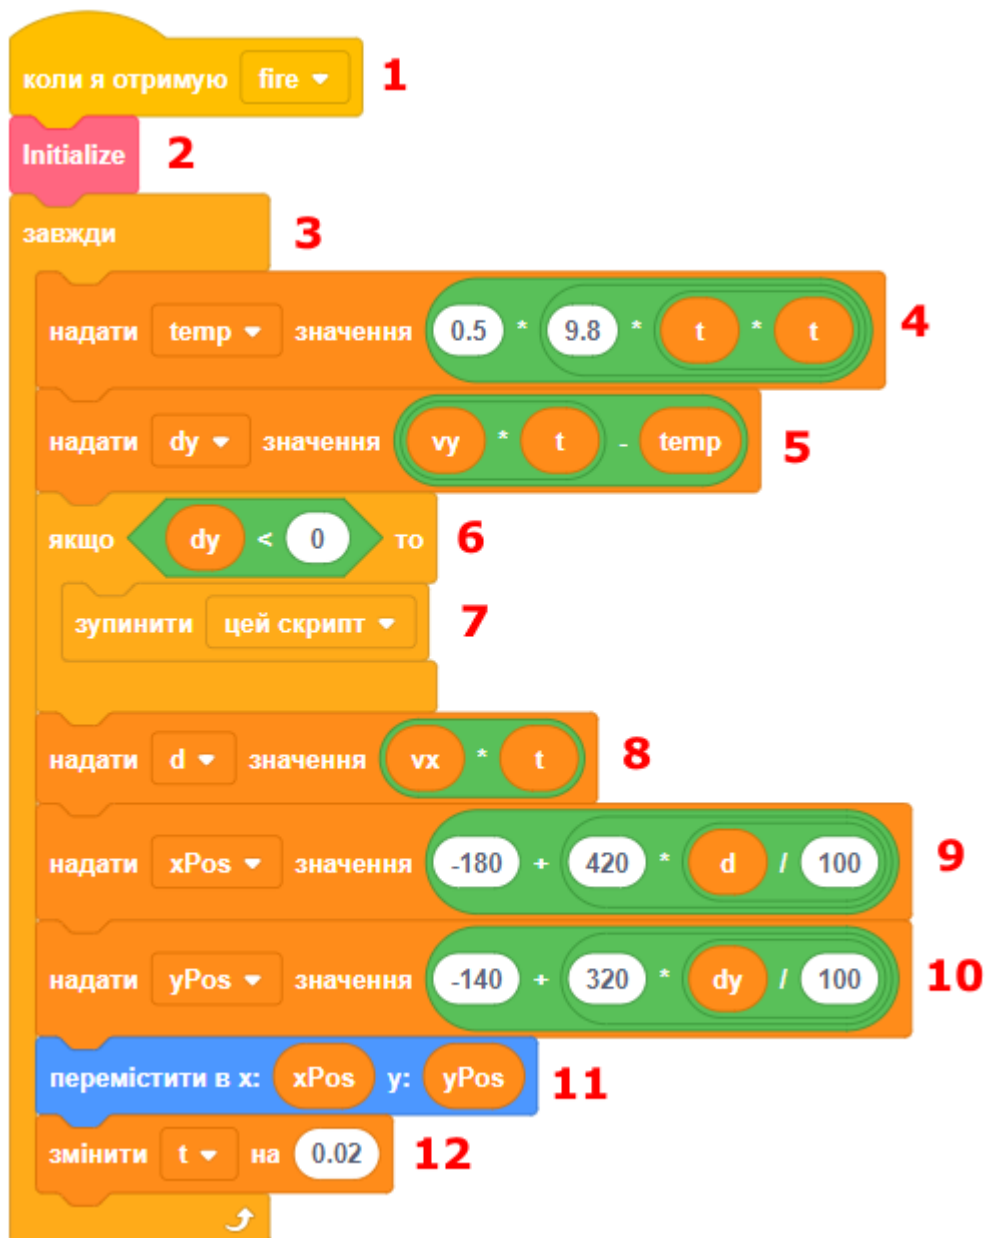 коли я отримую fire 1
Initialize 2
завжди 3
надати temp значення 0.5 * 9.8 * t * t 4
надати dy значення vy * t - temp 5
якщо dy < 0 то 6
зупинити цей скрипт 7
надати d значення vx * t 8
надати xPos значення -180 + 420 * d / 100 9
надати yPos значення -140 + 320 * dy / 100 10
перемістити в x: xPos y: yPos 11
змінити t на 0.02 12